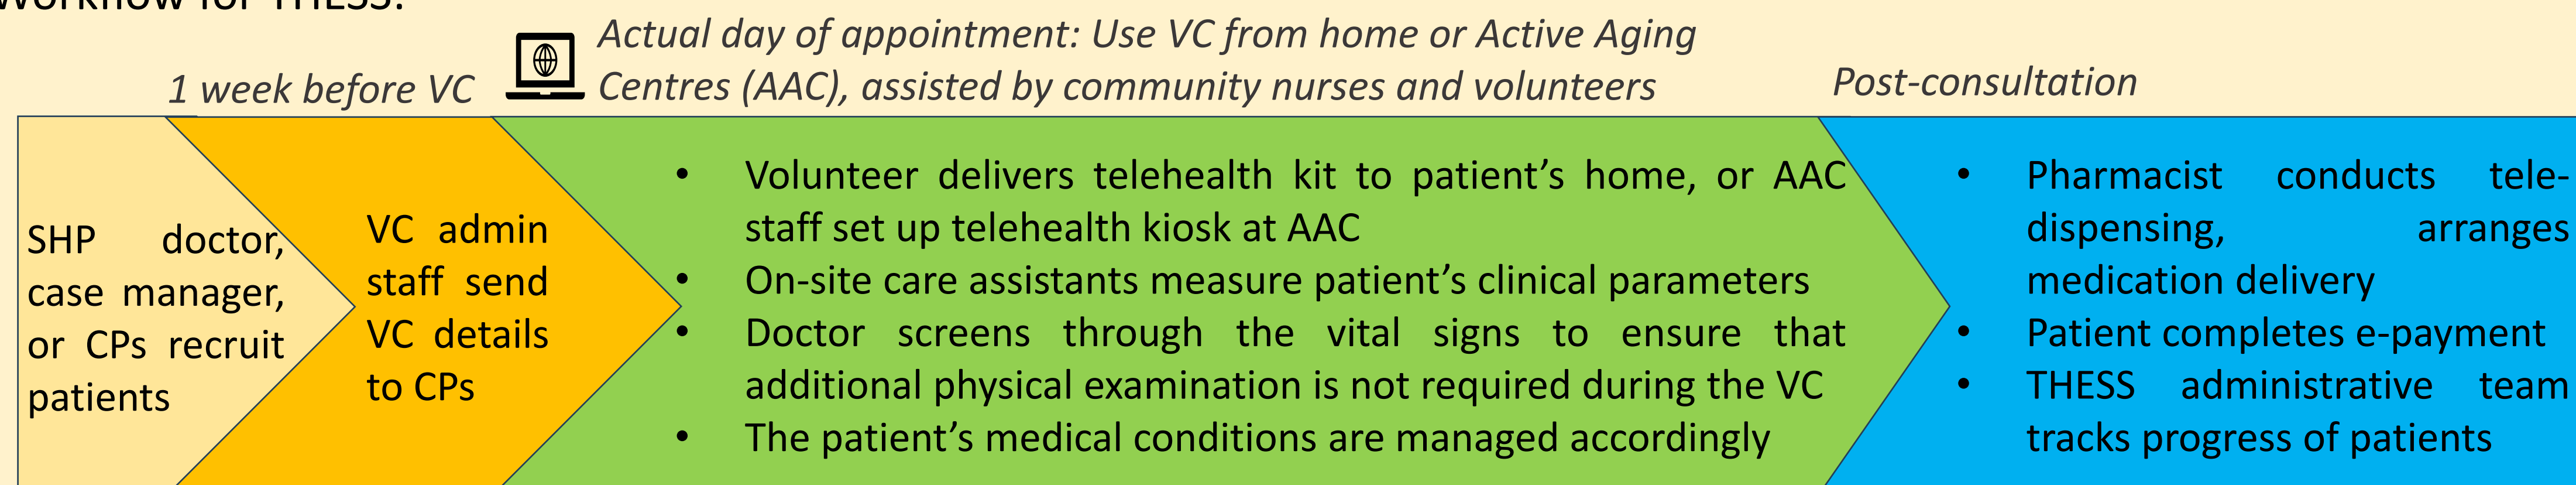 Workflow for THESS:
1 week before VC
Actual day of appointment: Use VC from home or Active Aging
Centres (AAC), assisted by community nurses and volunteers
Post-consultation
SHP doctor,
case manager,
or CPs recruit
patients
VC admin
staff send
VC details
to CPs
• Volunteer delivers telehealth kit to patient’s home, or AAC
staff set up telehealth kiosk at AAC
• On-site care assistants measure patient’s clinical parameters
• Doctor screens through the vital signs to ensure that
additional physical examination is not required during the VC
• The patient’s medical conditions are managed accordingly
• Pharmacist conducts tele-
dispensing, arranges
medication delivery
• Patient completes e-payment
• THESS administrative team
tracks progress of patients